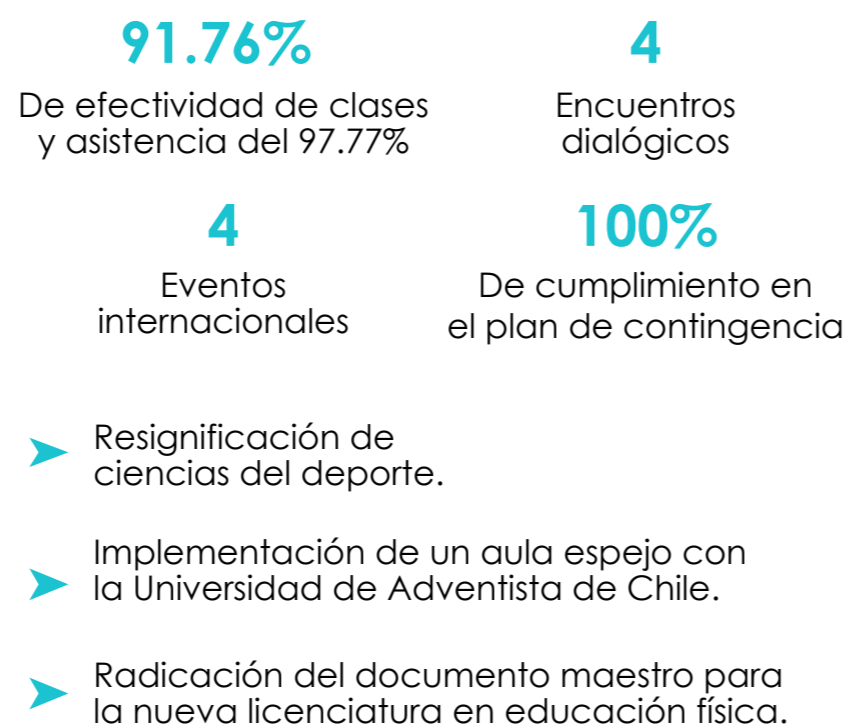 91.76%
De efectividad de clases
y asistencia del 97.77%
4
Encuentros
dialógicos
4
Eventos
internacionales
100%
De cumplimiento en
el plan de contingencia
Resignificación de
ciencias del deporte.
Implementación de un aula espejo con
la Universidad de Adventista de Chile.
Radicación del documento maestro para
la nueva licenciatura en educación física.